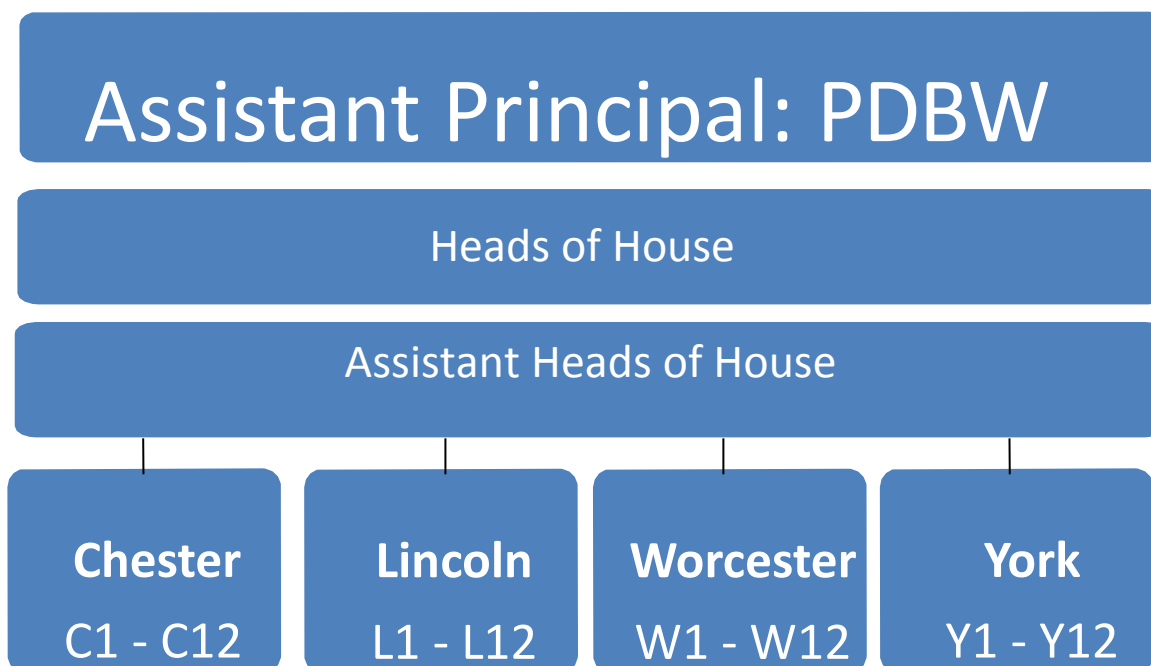 Assistant Principal: PDBW
Heads of House
Assistant Heads of House
Chester
C1 - C12
Lincoln
L1 - L12
Worcester
W1 - W12
York
Y1 - Y12